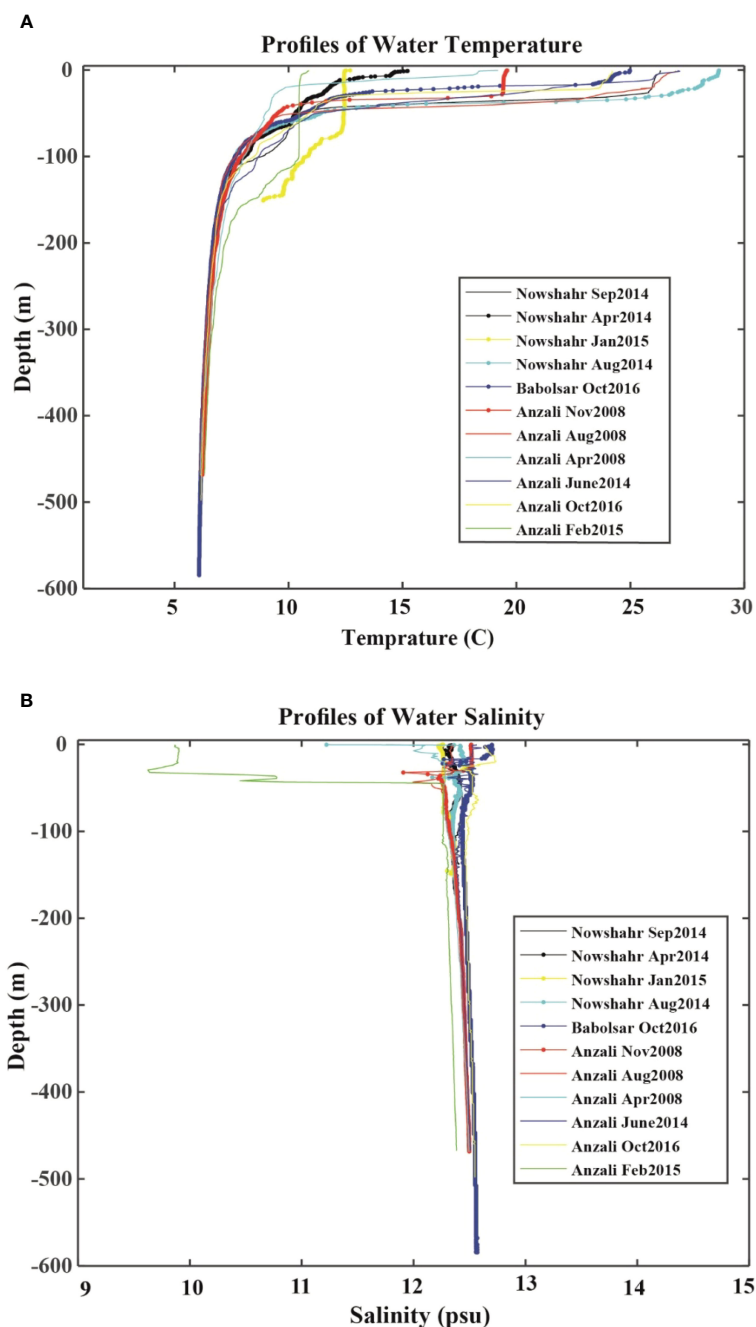 A
Profiles of Water Temperature
0
-100
-200
-300
-400
-500
-600
Depth (m )
Nowshahr Sep2014
Nowshahr Apr2014
Nowshahr Jan2015
Nowshahr Aug2014
Babolsar Oct2016
Anzali Nov2008
Anzali Aug2008
Anzali Apr2008
Anzali June2014
Anzali Oct2016
Anzali Feb2015
5 10 15 20 25 30
Temprature (C)
B
Profiles of Water Salinity
0
-100
-200
-300
-400
-500
-600
Depth (m )
Nowshahr Sep2014
Nowshahr Apr2014
Nowshahr Jan2015
Nowshahr Aug2014
Babolsar Oct2016
Anzali Nov2008
Anzali Aug2008
Anzali Apr2008
Anzali June2014
Anzali Oct2016
Anzali Feb2015
9 10 11 12 13 14 15
Salinity (psu)